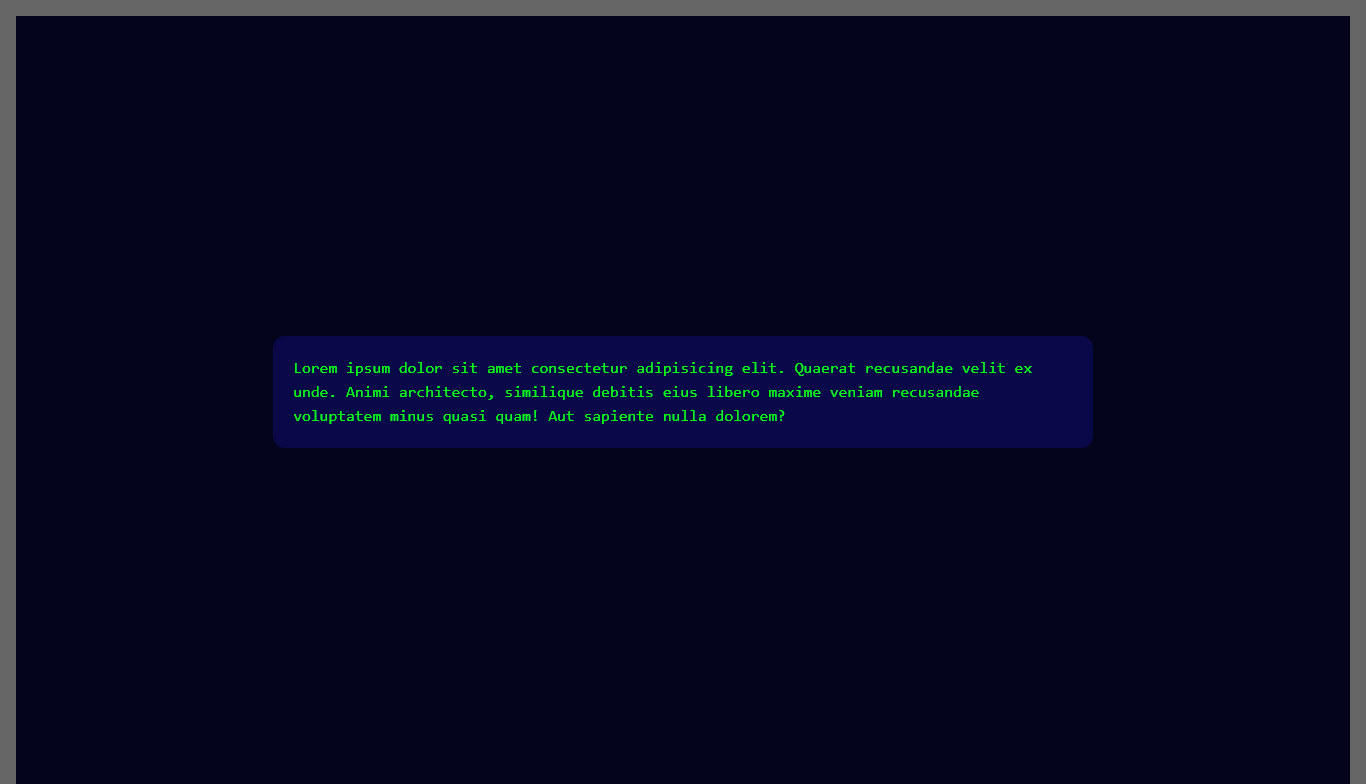 Lorem ipsum dolor sit amet consectetur adipisicing elit. Quaerat recusandae velit ex
unde. Animi architecto, similique debitis eius libero maxime veniam recusandae
voluptatem minus quasi quam! Aut sapiente nulla dolorem?